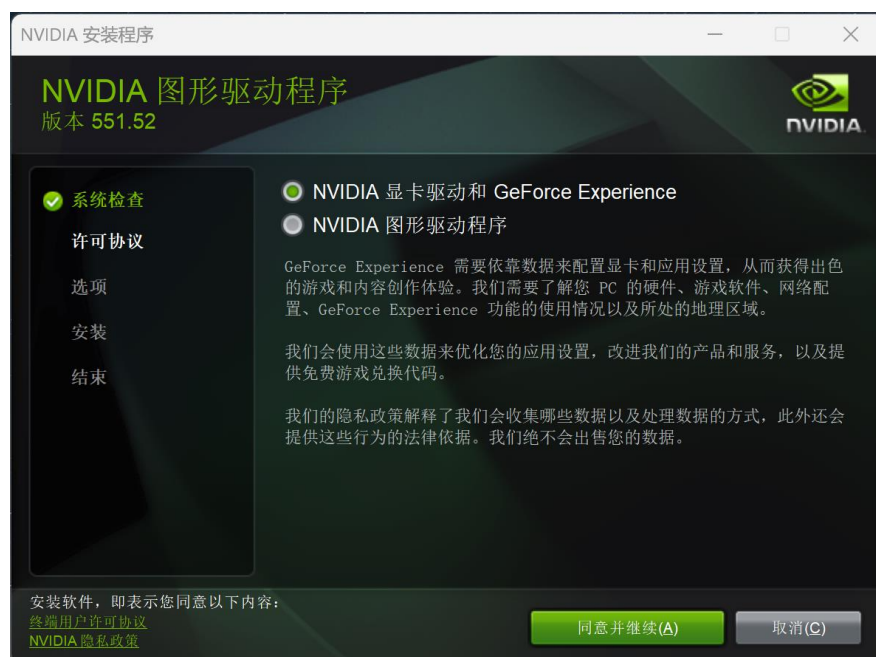 NVIDIA 安装程序
NVIDIA 图形驱动程序
版本 551.52
NVIDIA.
系统检查
许可协议
选项
安装
结束
NVIDIA 显卡驱动和 GeForce Experience
NVIDIA 图形驱动程序
GeForce Experience 需要依靠数据来配置显卡和应用设置，从而获得出色
的游戏和内容创作体验。我们需要了解您 PC 的硬件、游戏软件、网络配
置、GeForce Experience 功能的使用情况以及所处的地理区域。
我们会使用这些数据来优化您的应用设置，改进我们的产品和服务，以及提
供免费游戏兑换代码。
我们的隐私政策解释了我们会收集哪些数据以及处理数据的方式，此外还会
提供这些行为的法律依据。我们绝不会出售您的数据。
安装软件，即表示您同意以下内容：
终端用户许可协议
NVIDIA 隐私政策
同意并继续(A)
取消(C)